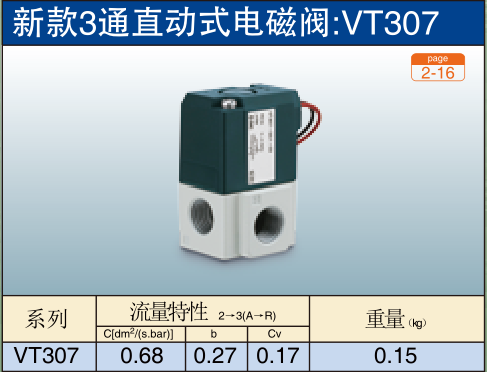 新款3通直动式电磁阀:VT307
page
2-16
系列
流量特性 2→3(A→R)
重量(kg)
C[dm²/(s.bar)] b Cv
VT307 0.68 0.27 0.17 0.15